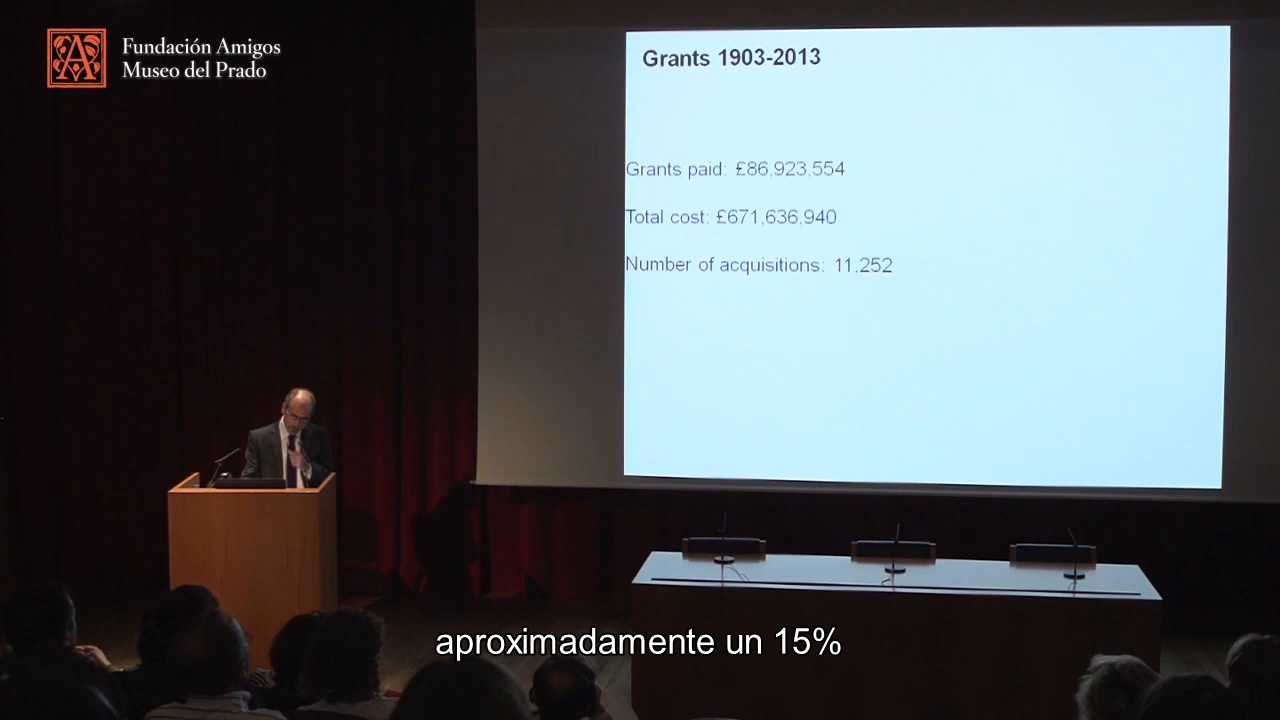 Fundación Amigos
Museo del Prado
Grants 1903-2013
Grants paid: £86,923,554
Total cost: £671,636,940
Number of acquisitions: 11,252
aproximadamente un 15%